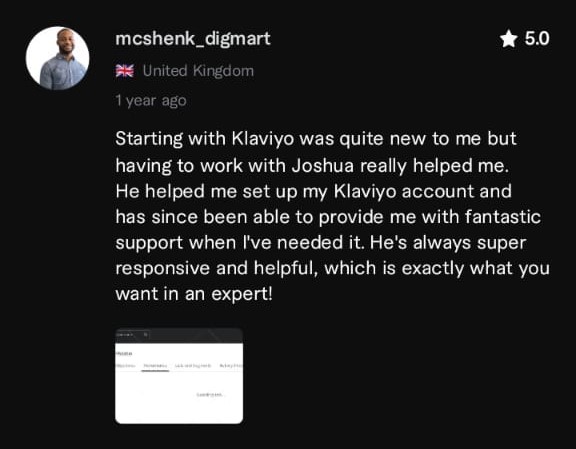 mcshenk_digmart
5.0
United Kingdom
1 year ago
Starting with Klaviyo was quite new to me but
having to work with Joshua really helped me.
He helped me set up my Klaviyo account and
has since been able to provide me with fantastic
support when I've needed it. He's always super
responsive and helpful, which is exactly what you
want in an expert!